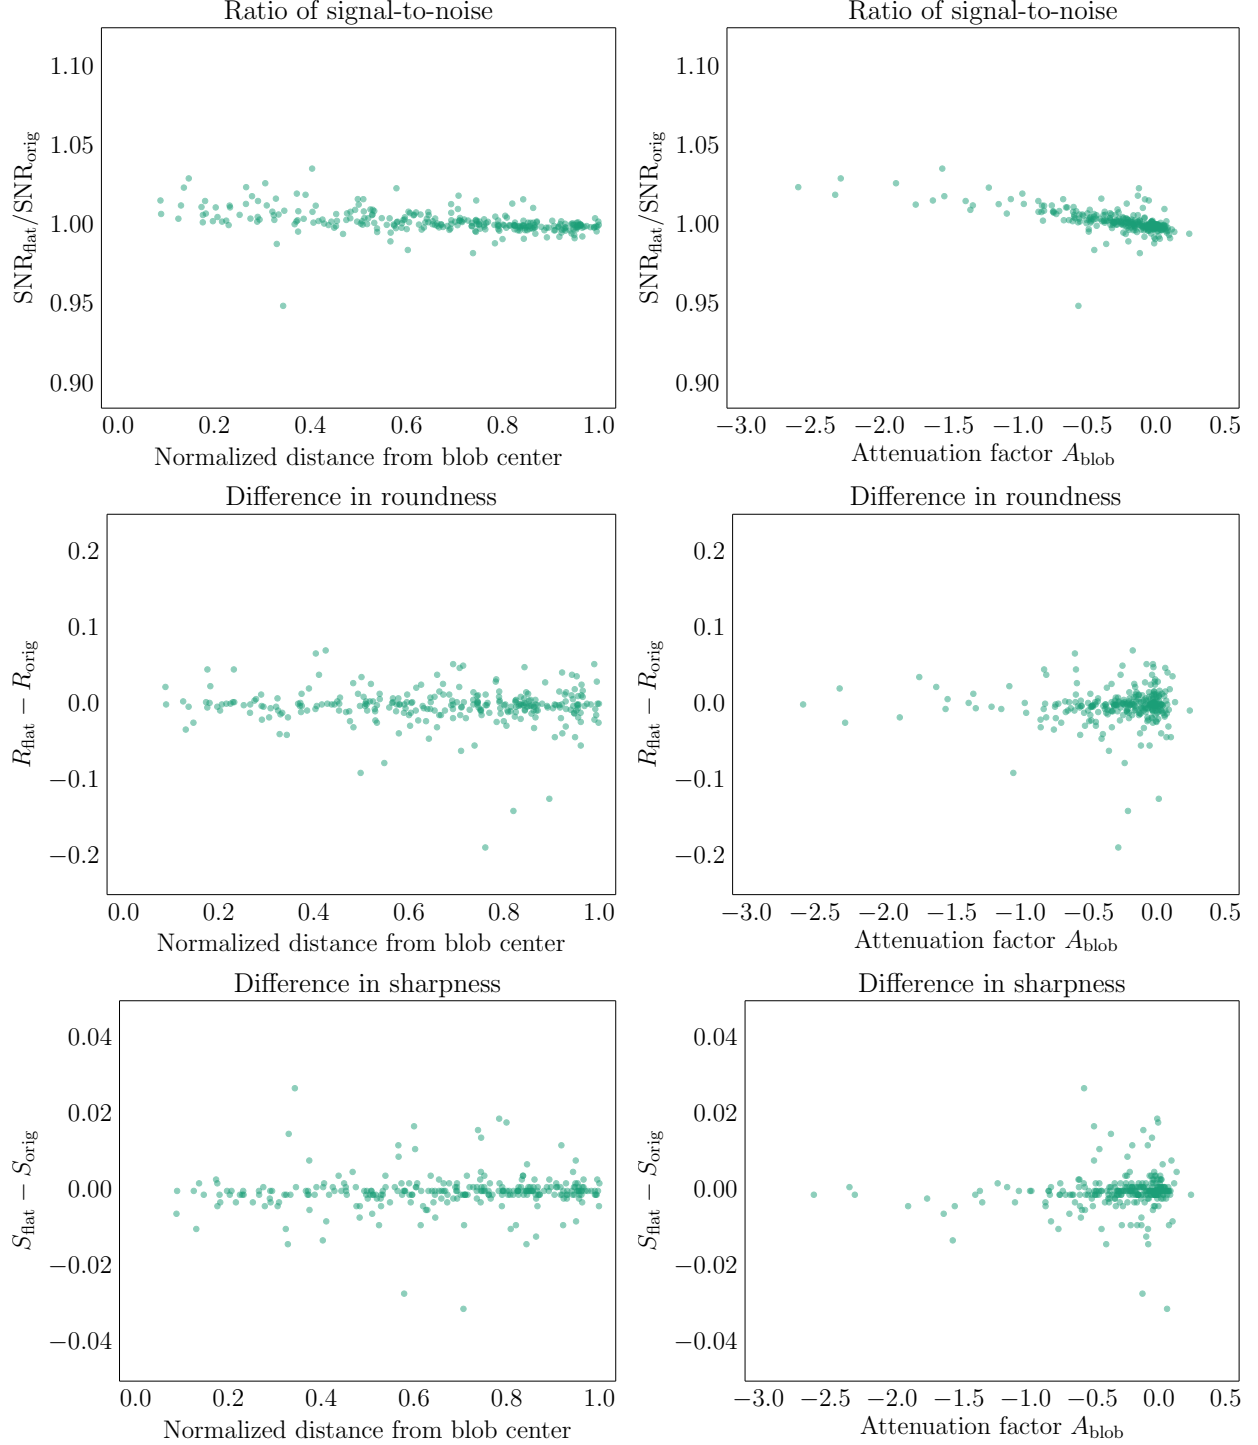 Ratio of signal-to-noise
SNR_flat/SNR_orig
1.10
1.05
1.00
0.95
0.90
0.0 0.2 0.4 0.6 0.8 1.0
Normalized distance from blob center
Ratio of signal-to-noise
SNR_flat/SNR_orig
1.10
1.05
1.00
0.95
0.90
−3.0 −2.5 −2.0 −1.5 −1.0 −0.5 0.0 0.5
Attenuation factor A_blob
Difference in roundness
R_flat − R_orig
0.2
0.1
0.0
−0.1
−0.2
0.0 0.2 0.4 0.6 0.8 1.0
Normalized distance from blob center
Difference in roundness
R_flat − R_orig
0.2
0.1
0.0
−0.1
−0.2
−3.0 −2.5 −2.0 −1.5 −1.0 −0.5 0.0 0.5
Attenuation factor A_blob
Difference in sharpness
S_flat − S_orig
0.04
0.02
0.00
−0.02
−0.04
0.0 0.2 0.4 0.6 0.8 1.0
Normalized distance from blob center
Difference in sharpness
S_flat − S_orig
0.04
0.02
0.00
−0.02
−0.04
−3.0 −2.5 −2.0 −1.5 −1.0 −0.5 0.0 0.5
Attenuation factor A_blob